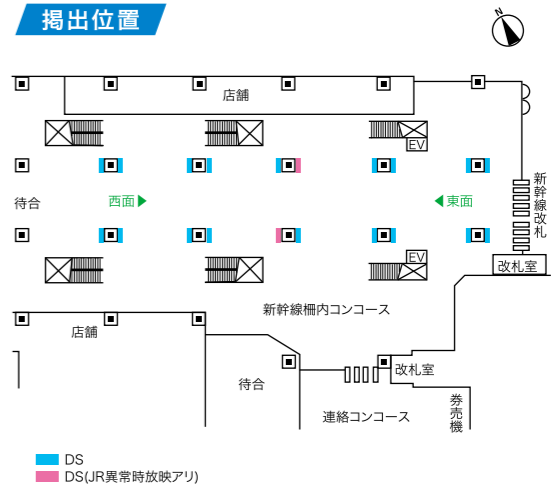 掲出位置
N
店舗
EV
待合
西面
東面
新幹線改札
EV
改札室
新幹線柵内コンコース
店舗
待合
改札室
連絡コンコース
券売機
DS
DS(JR異常時放映アリ)